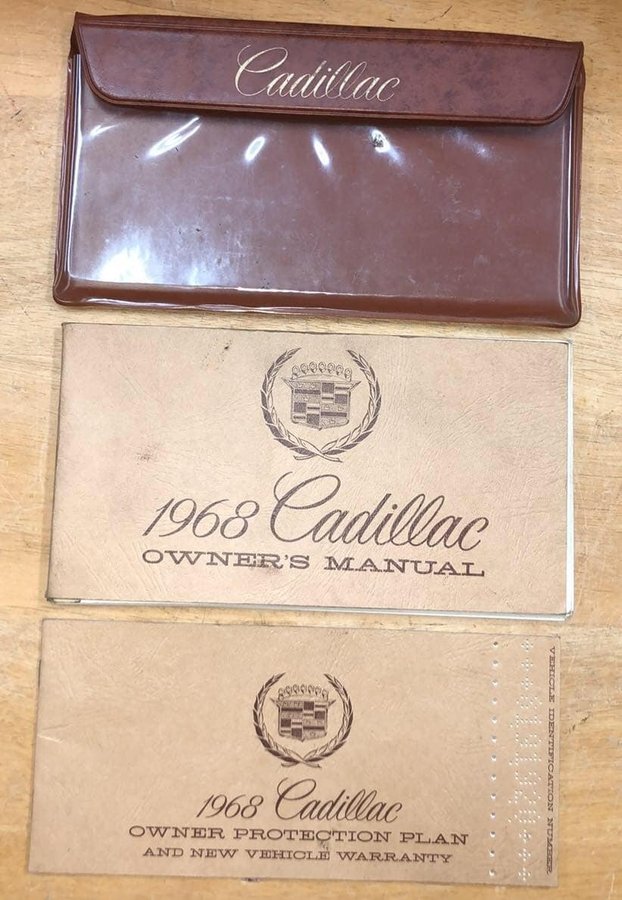 Cadillac
1968 Cadillac
OWNER'S MANUAL
1968 Cadillac
OWNER PROTECTION PLAN
AND NEW VEHICLE WARRANTY
VEHICLE IDENTIFICATION NUMBER